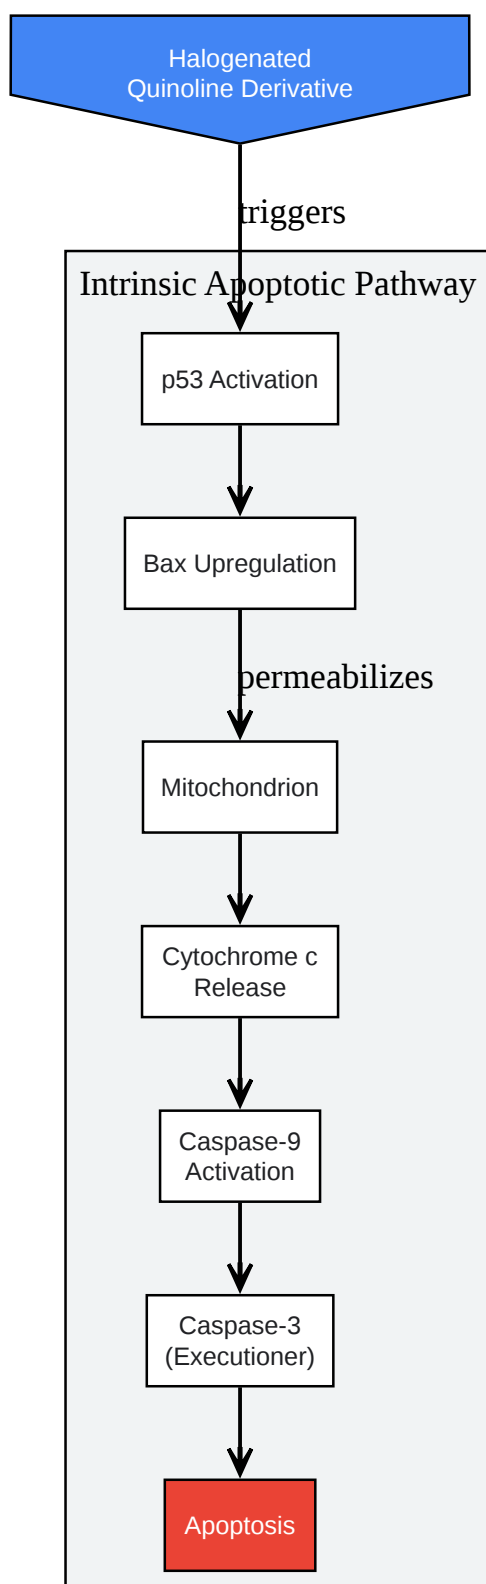 Halogenated
Quinoline Derivative
triggers
Intrinsic Apoptotic Pathway
p53 Activation
Bax Upregulation
permeabilizes
Mitochondrion
Cytochrome c
Release
Caspase-9
Activation
Caspase-3
(Executioner)
Apoptosis